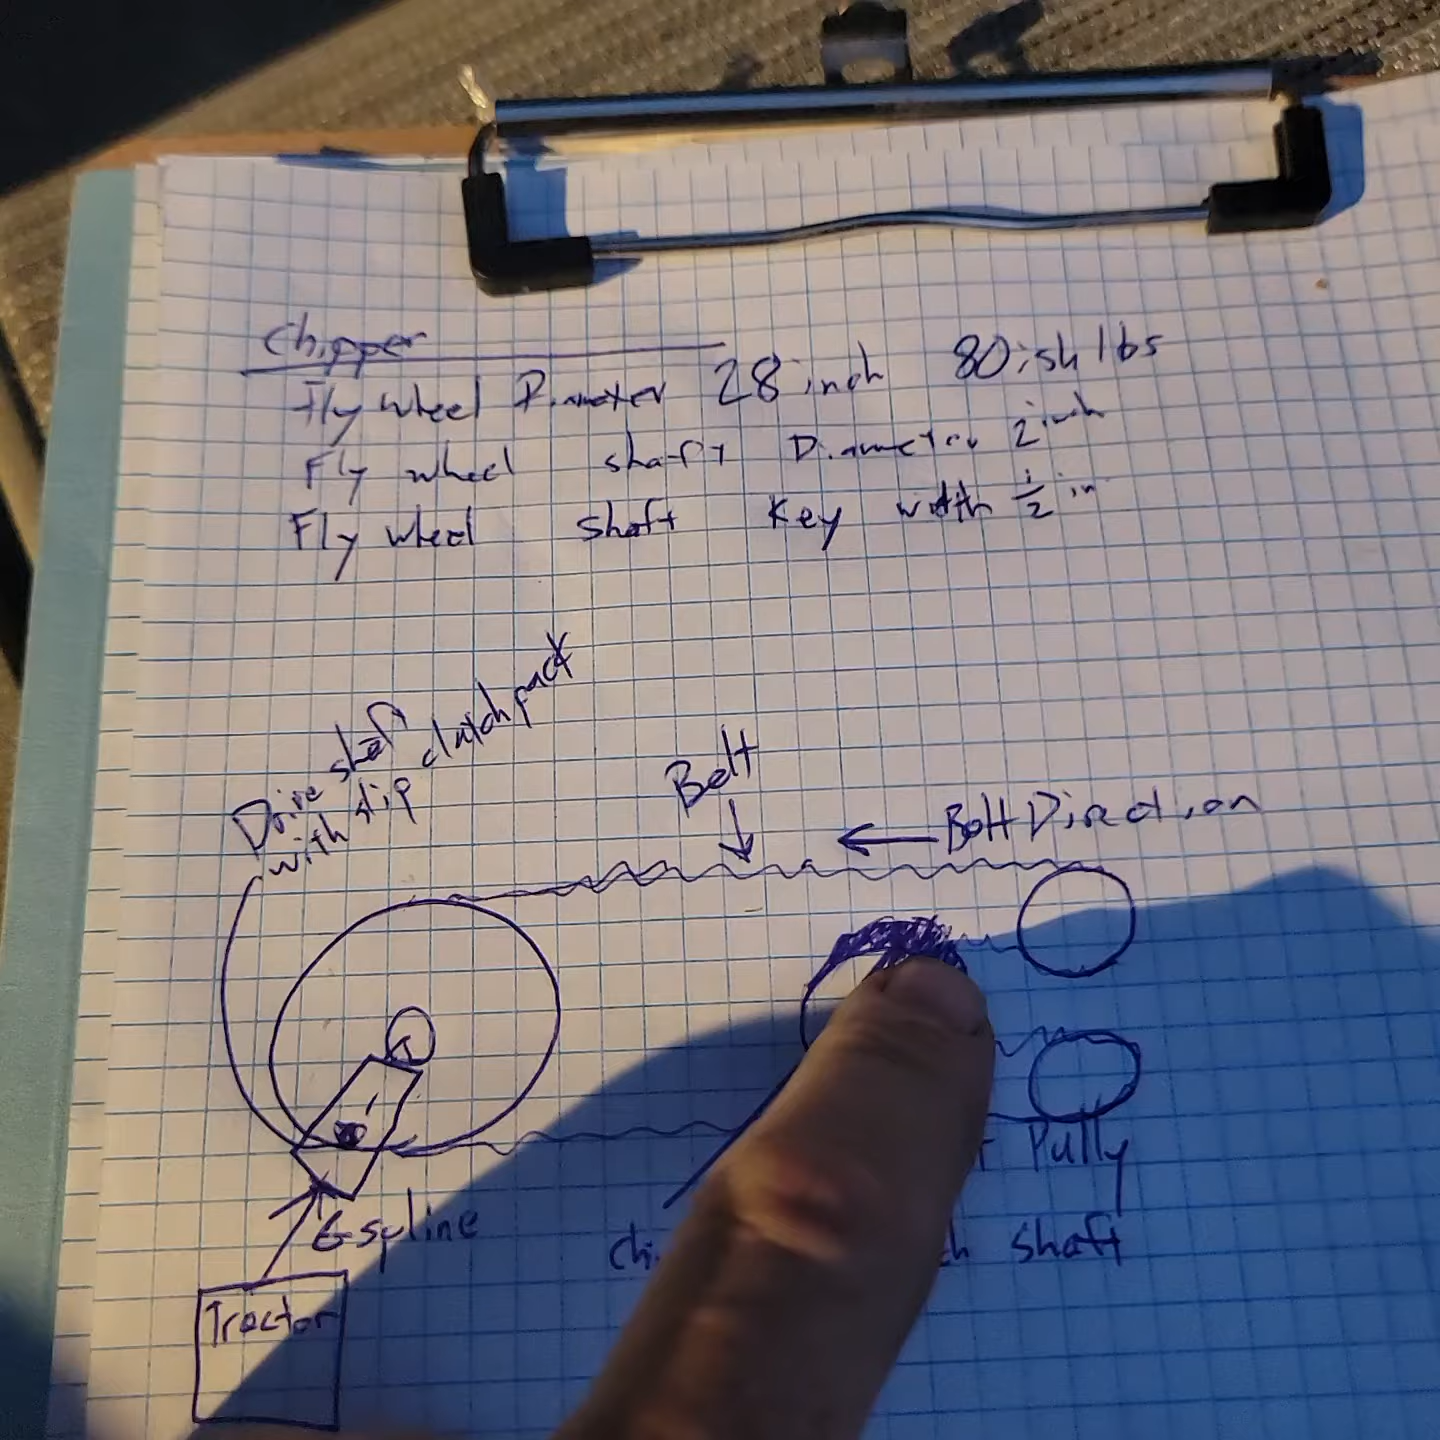 Chipper
Fly wheel Diameter 28 inch 80ish lbs
Fly wheel shaft Diameter 2 inch
Fly wheel shaft Key width 1/2 in
Drive shaft
with slip clutch pack
Belt
Belt Direction
Pully
6 spline
shaft
Tractor